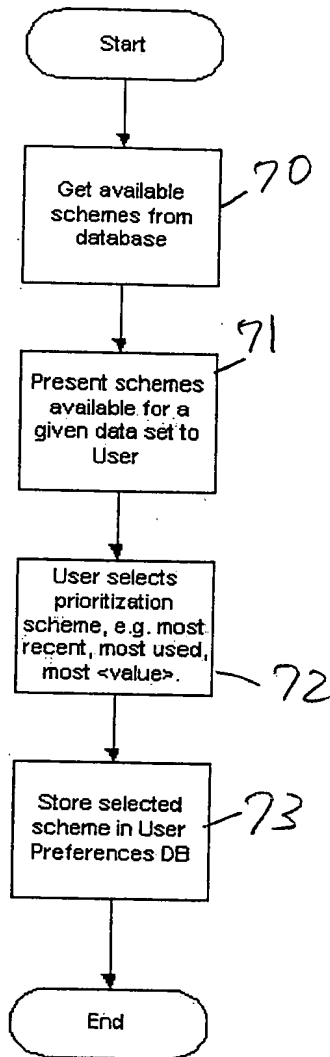 Start
Get available
schemes from
database
70
Present schemes
available for a
given data set to
User
71
User selects
prioritization
scheme, e.g. most
recent, most used,
most <value>.
72
Store selected
scheme in User
Preferences DB
73
End